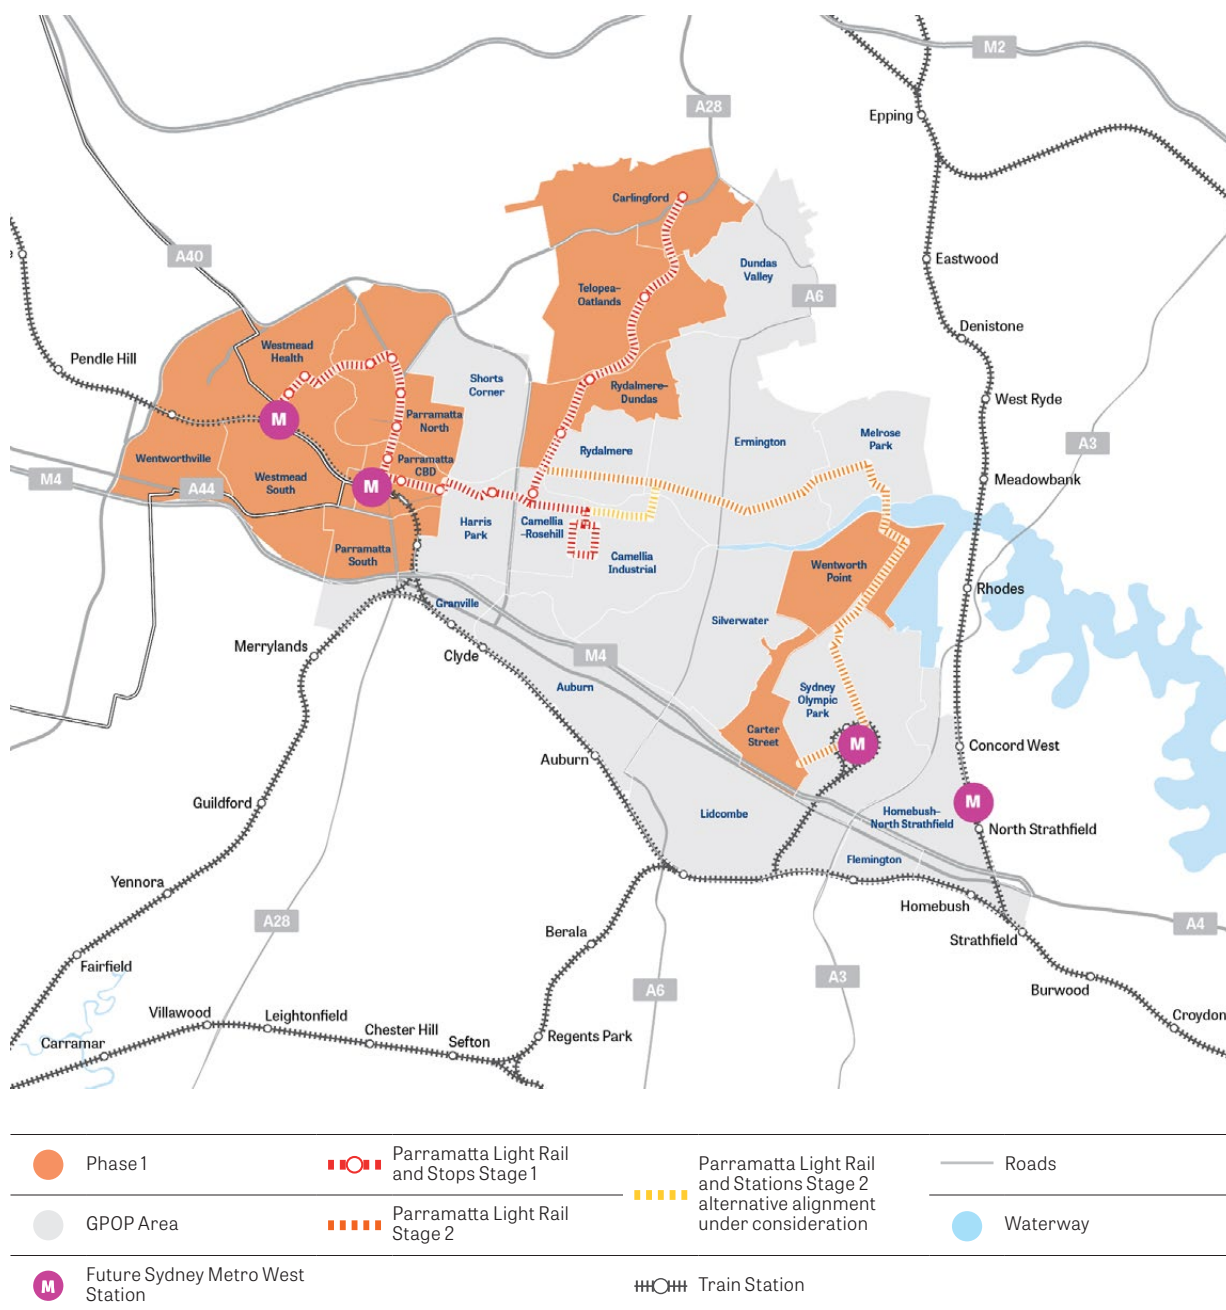 M2
A28
Epping
Carlingford
A40
Dundas
Valley
Eastwood
Telopea-
Oatlands
A6
Denistone
Westmead
Health
Pendle Hill
Shorts
Corner
Rydalmere-
Dundas
West Ryde
M
Parramatta
North
Rydalmere
Ermington
Melrose
Park
A3
Wentworthville
Parramatta
CBD
M4
A44
Westmead
South
M
Meadowbank
Harris
Park
Camellia
-Rosehill
Parramatta
South
Camellia
Industrial
Wentworth
Point
Rhodes
Granville
Silverwater
Merrylands
Clyde
M4
Auburn
Sydney
Olympic
Park
Carter
Street
M
Concord West
Auburn
Guildford
Lidcombe
M
Homebush-
North Strathfield
North Strathfield
Flemington
Yennora
Homebush
A28
Berala
Strathfield
A4
Fairfield
A6
A3
Burwood
Villawood
Leightonfield
Chester Hill
Sefton
Regents Park
Croydon
Carramar
Phase 1
Parramatta Light Rail
and Stops Stage 1
Parramatta Light Rail
and Stations Stage 2
alternative alignment
under consideration
Roads
GPOP Area
Parramatta Light Rail
Stage 2
Waterway
M
Future Sydney Metro West
Station
Train Station